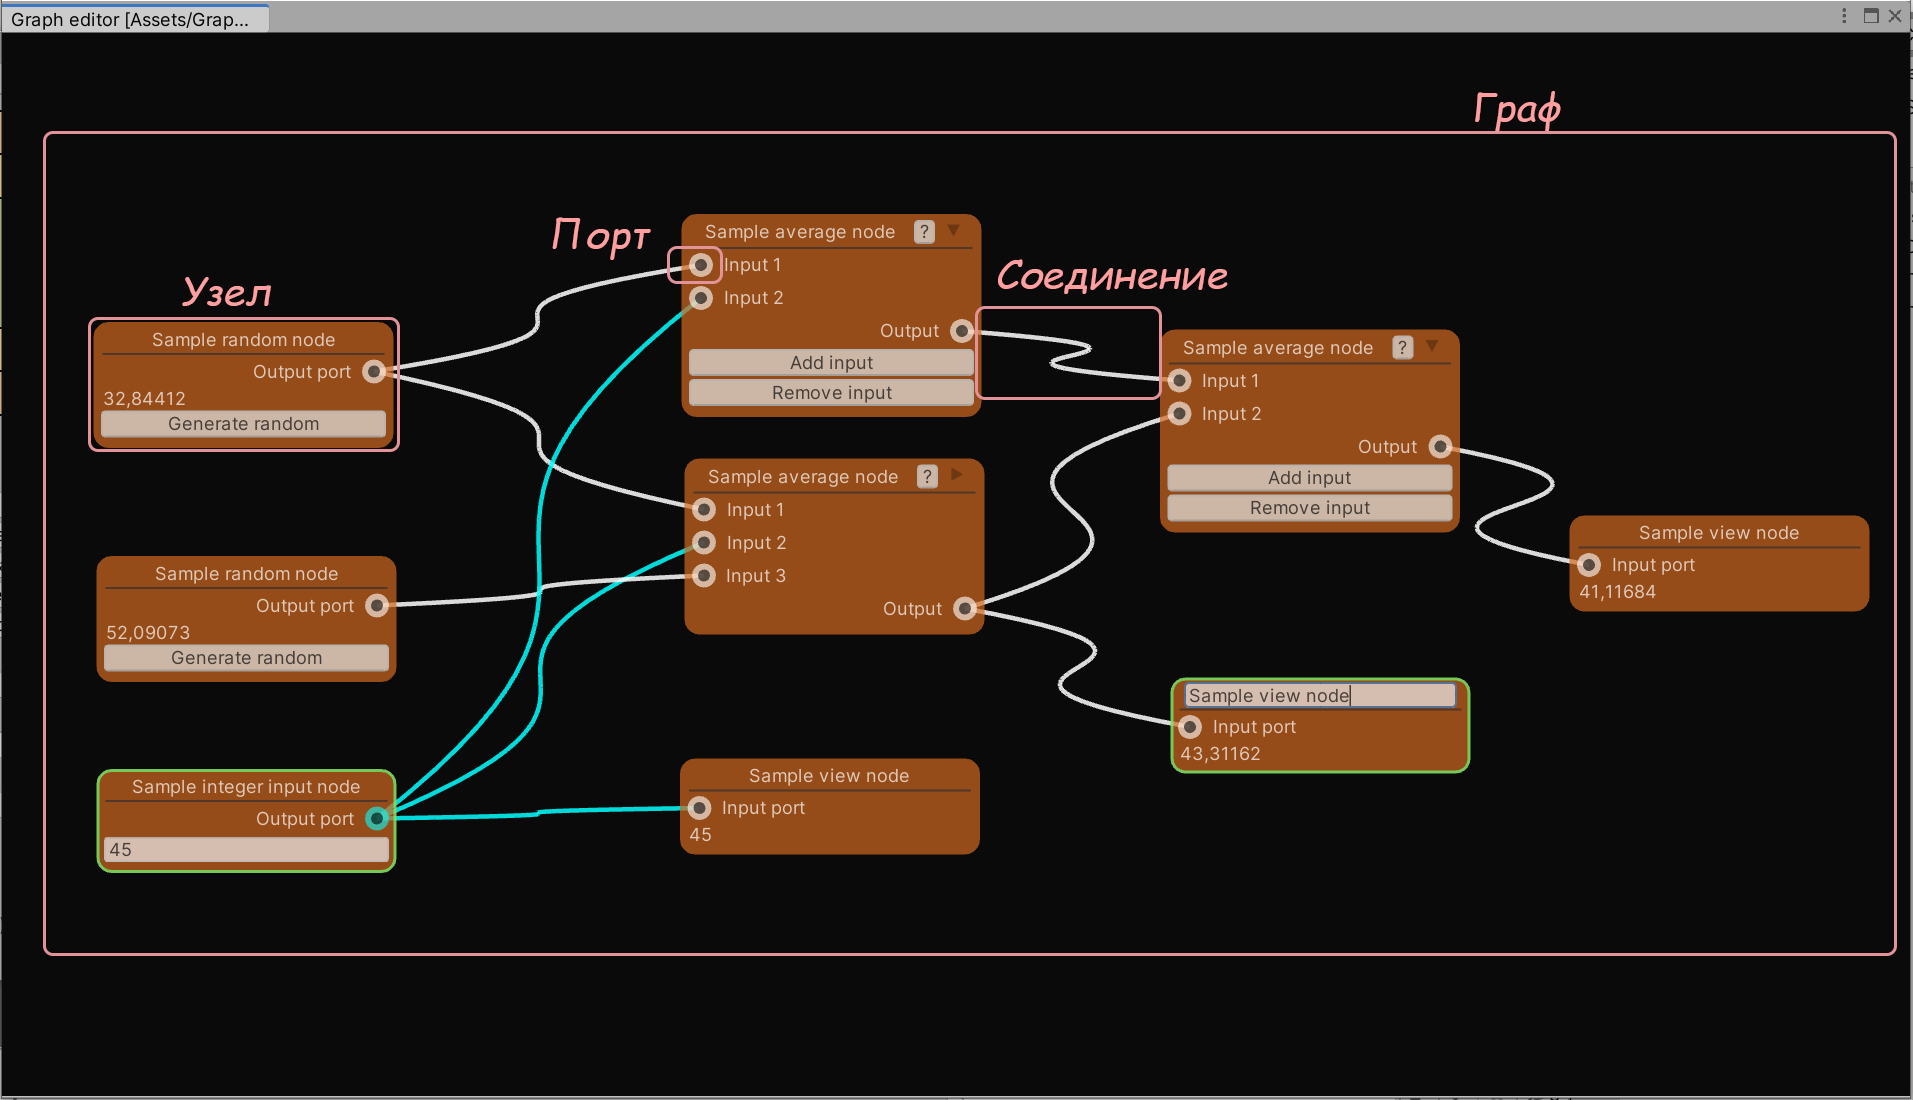 Graph editor [Assets/Grap...
Граф
Узел
Sample random node
Output port
32,84412
Generate random
Sample random node
Output port
52,09073
Generate random
Sample integer input node
Output port
45
Порт
Sample average node ?
Input 1
Input 2
Output
Add input
Remove input
Sample average node ?
Input 1
Input 2
Input 3
Output
Sample view node
Input port
45
Соединение
Sample average node ?
Input 1
Input 2
Output
Add input
Remove input
Sample view node
Input port
43,31162
Sample view node
Input port
41,11684